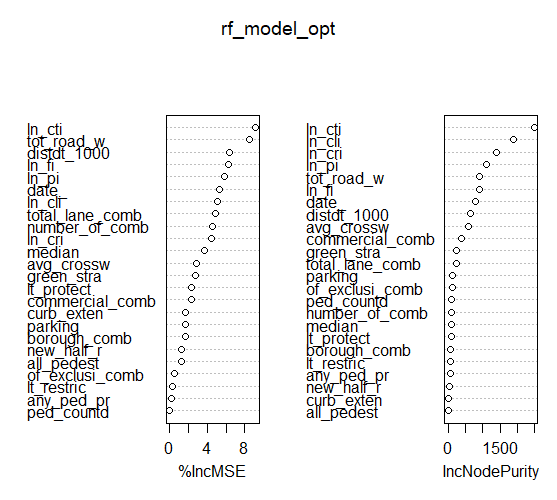 rf_model_opt
ln_cti
tot_road_w
distdt_1000
ln_fi
ln_pi
date_
ln_cli
total_lane_comb
number_of_comb
ln_cri
median
avg_crossw
green_stra
lt_protect
commercial_comb
curb_exten
parking
borough_comb
new_half_r
all_pedest
of_exclusi_comb
lt_restric
any_ped_pr
ped_countd
0 4 8
%IncMSE
ln_cti
ln_cli
ln_cri
ln_pi
tot_road_w
ln_fi
date_
distdt_1000
avg_crossw
commercial_comb
green_stra
total_lane_comb
parking
of_exclusi_comb
ped_countd
number_of_comb
median
lt_protect
borough_comb
lt_restric
any_ped_pr
new_half_r
curb_exten
all_pedest
0 1500
IncNodePurity